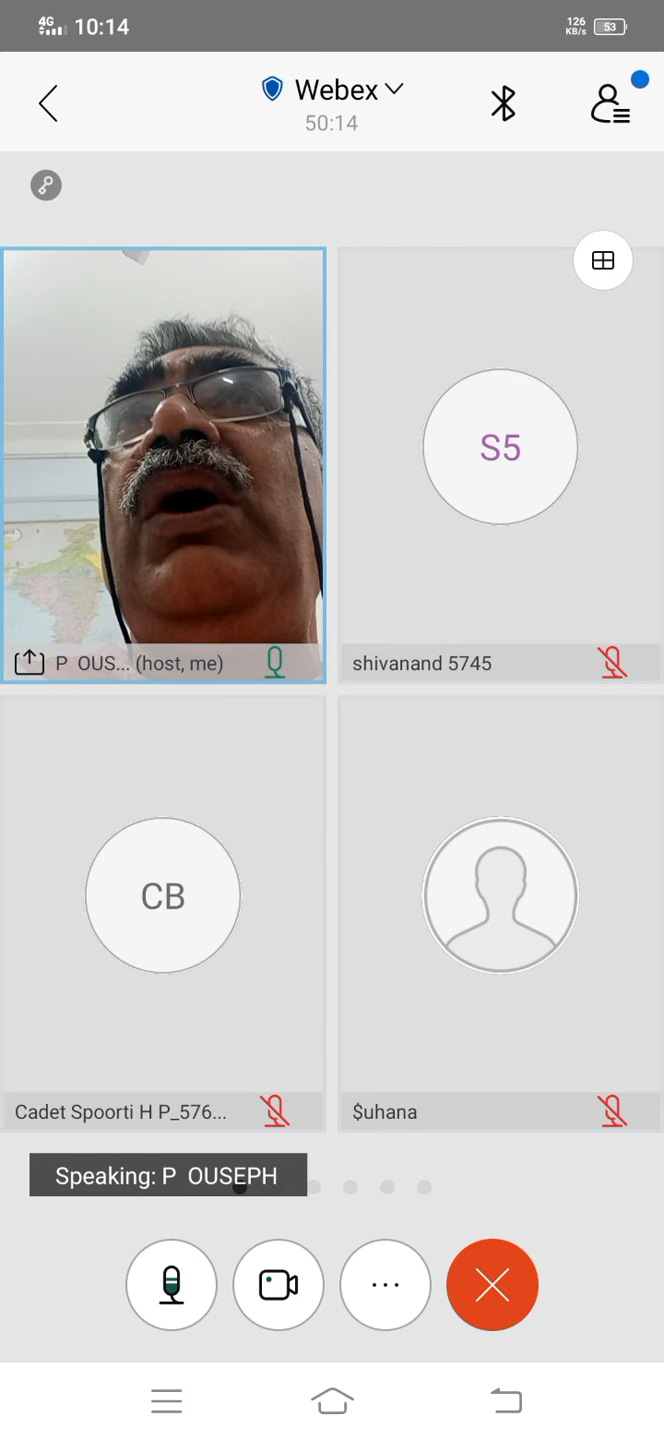 4G 10:14 126 KB/s 53
Webex
50:14
S5
P OUS... (host, me)
shivanand 5745
CB
Cadet Spoorti H P_576...
$uhana
Speaking: P OUSEPH